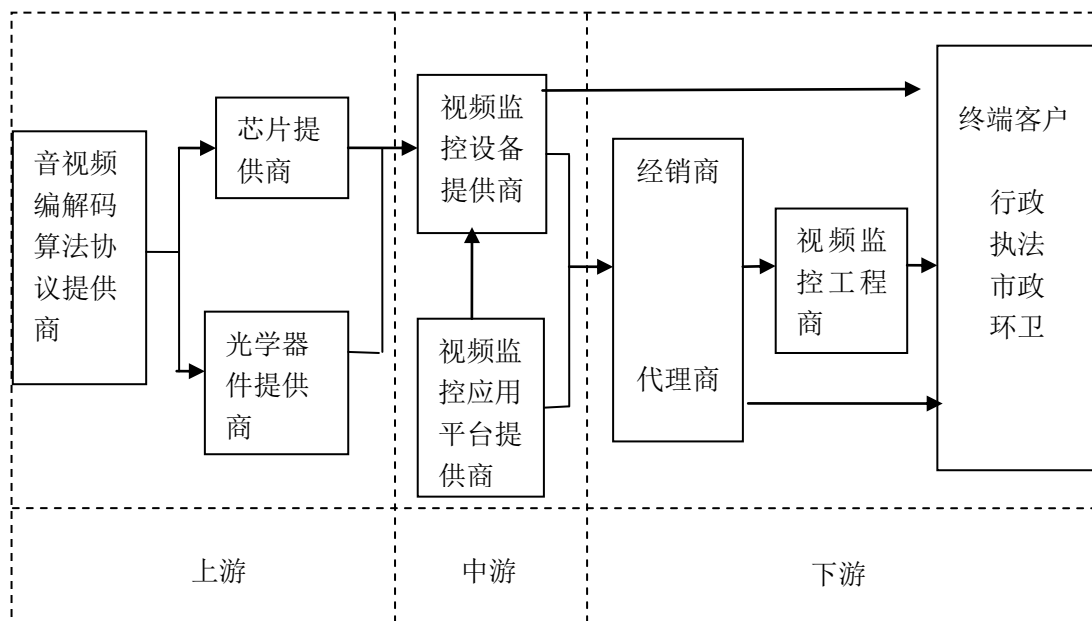 音视频
编解码
算法协
议提供
商
芯片提
供商
光学器
件提供
商
视频监
控设备
提供商
视频监
控应用
平台提
供商
经销商
代理商
视频监
控工程
商
终端客户
行政
执法
市政
环卫
上游
中游
下游